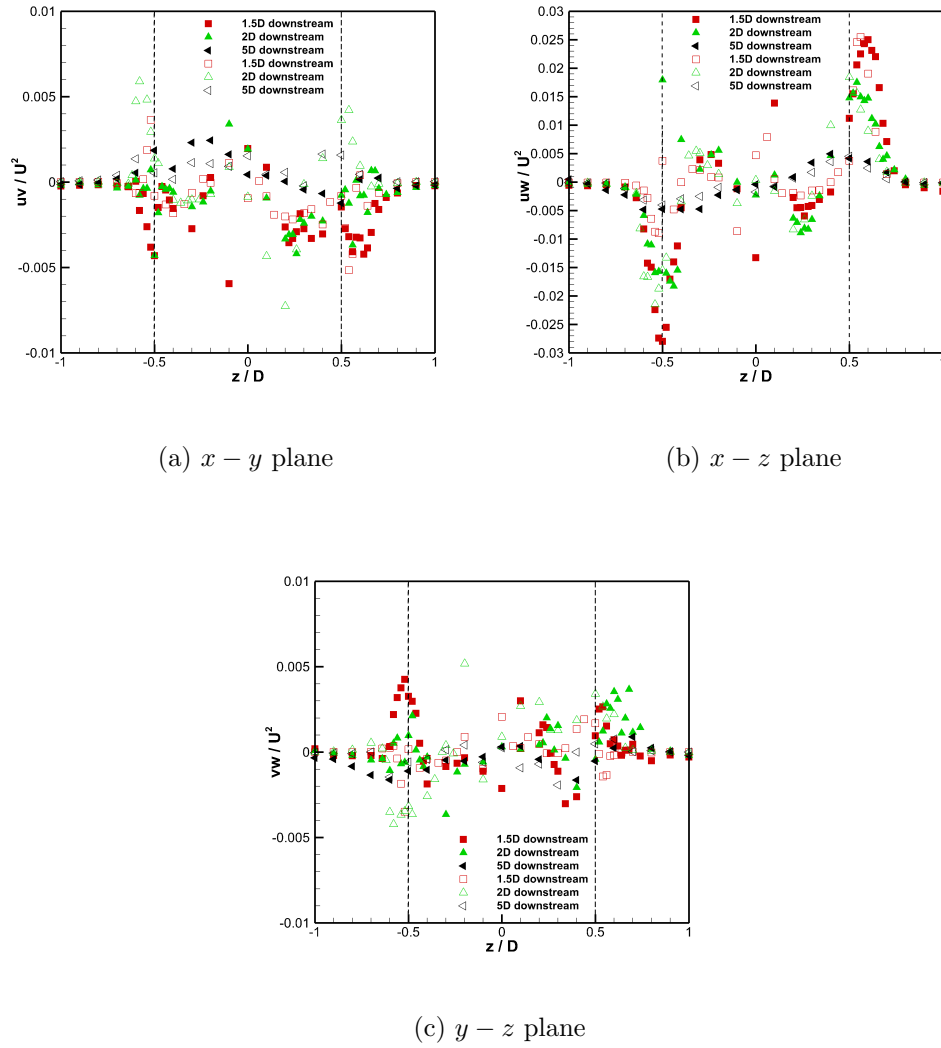 0.01
0.005
0
-0.005
-0.01
uv / U²
1.5D downstream
2D downstream
5D downstream
1.5D downstream
2D downstream
5D downstream
-1 -0.5 0 0.5 1
z / D
(a) x − y plane
0.03
0.025
0.02
0.015
0.01
0.005
0
-0.005
-0.01
-0.015
-0.02
-0.025
-0.03
uw / U²
1.5D downstream
2D downstream
5D downstream
1.5D downstream
2D downstream
5D downstream
-1 -0.5 0 0.5 1
z / D
(b) x − z plane
0.01
0.005
0
-0.005
-0.01
vw / U²
1.5D downstream
2D downstream
5D downstream
1.5D downstream
2D downstream
5D downstream
-1 -0.5 0 0.5 1
z / D
(c) y − z plane